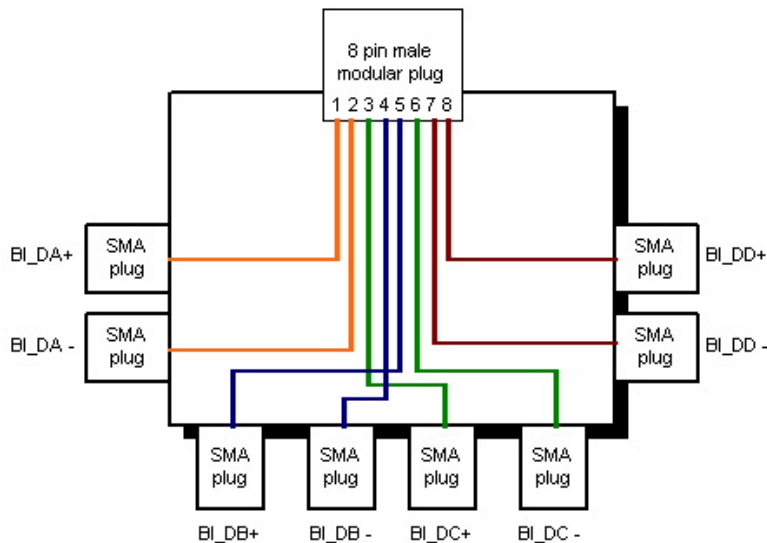 8 pin male
modular plug
1 2 3 4 5 6 7 8
BI_DA+
SMA
plug
SMA
plug
BI_DD+
BI_DA -
SMA
plug
SMA
plug
BI_DD -
SMA
plug
SMA
plug
SMA
plug
SMA
plug
BI_DB+
BI_DB -
BI_DC+
BI_DC -